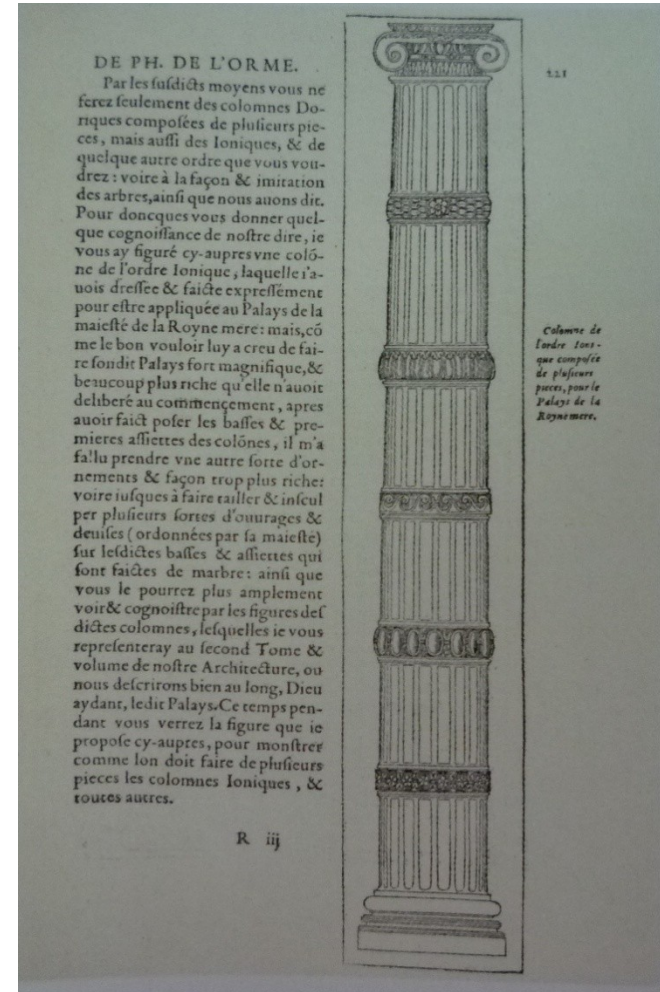 DE PH. DE L'ORME.
Par les ſuſdicts moyens vous ne
ferez ſeulement des colomnes Do-
riques compoſées de pluſieurs pie-
ces, mais auſſi des Ioniques, & de
quelque autre ordre que vous vou-
drez : voire à la façon & imitation
des arbres, ainſi que nous auons dit.
Pour doncques vous donner quel-
que cognoiſſance de noſtre dire, ie
vous ay figuré cy-aupres vne coló-
ne de l'ordre Ionique, laquelle i'a-
uois dreſſée & faicte expreſſément
pour eſtre appliquée au Palays de la
maieſté de la Royne mere : mais, có
me le bon vouloir luy a creu de fai-
re ſondit Palays fort magnifique, &
beaucoup plus riche qu'elle n'auoit
deliberé au commençement, apres
auoir faict poſer les baſſes & pre-
mieres aſſiettes des colónes, il m'a
fallu prendre vne autre ſorte d'or-
nements & façon trop plus riche:
voire iuſques à faire tailler & inſcul
per pluſieurs ſortes d'ouurages &
deuiſes ( ordonnées par ſa maieſté)
ſur leſdictes baſſes & aſſiettes qui
ſont faictes de marbre : ainſi que
vous le pourrez plus amplement
voir & cognoiſtre par les figures deſ
dictes colomnes, leſquelles ie vous
repreſenteray au ſecond Tome &
volume de noſtre Architecture, ou
nous deſcrirons bien au long, Dieu
aydant, ledit Palays. Ce temps pen-
dant vous verrez la figure que ie
propoſe cy-aupres, pour monſtrer
comme lon doit faire de pluſieurs
pieces les colomnes Ioniques, &
toutes autres.
R iij
221
Colomne de
l'ordre Ioni-
que compoſée
de pluſieurs
pieces, pour le
Palays de la
Royne mere.